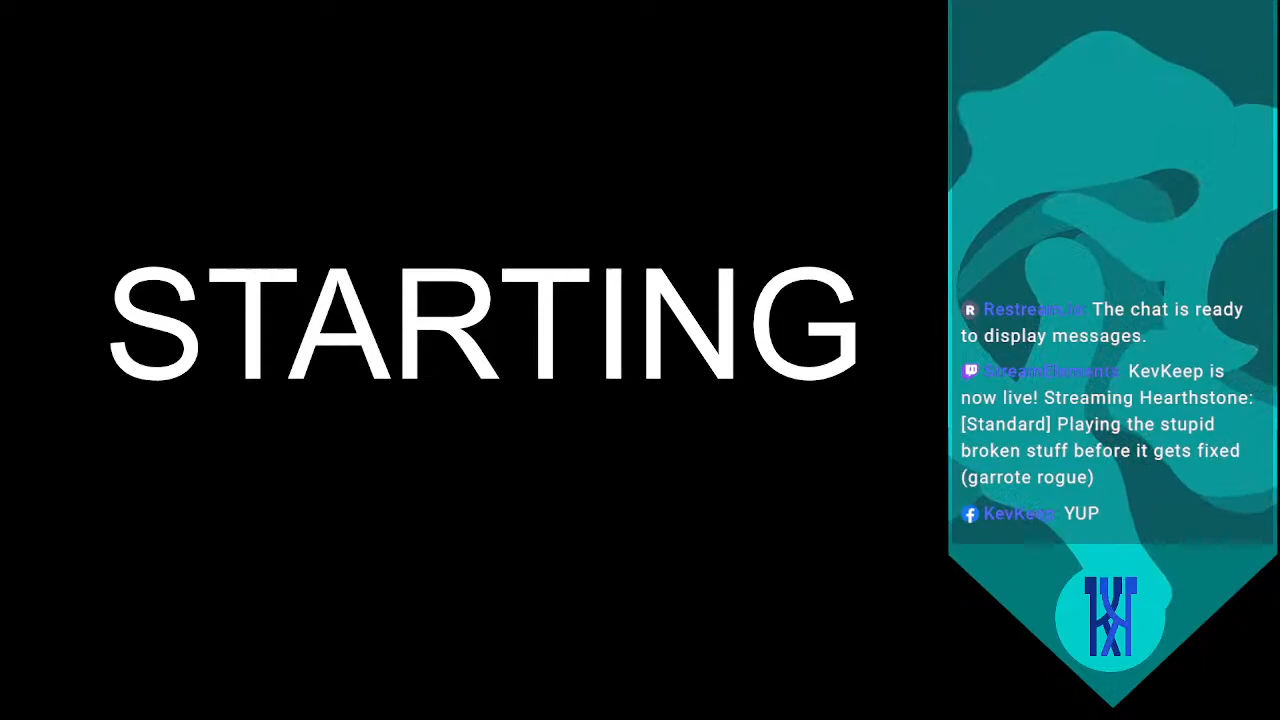 STARTING
R Restream.io: The chat is ready
to display messages.
StreamElements: KevKeep is
now live! Streaming Hearthstone:
[Standard] Playing the stupid
broken stuff before it gets fixed
(garrote rogue)
KevKeep: YUP